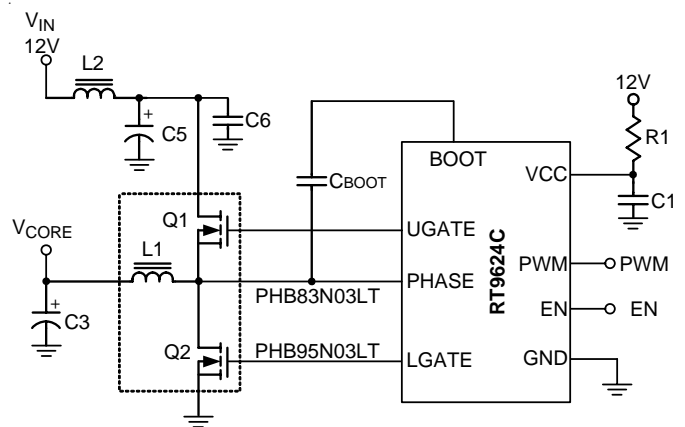 VIN
12V
L2
12V
C5
C6
R1
BOOT
CBOOT
VCC
C1
Q1
UGATE
VCORE
L1
RT9624C
PWM
PWM
PHASE
PHB83N03LT
EN
EN
C3
Q2
PHB95N03LT
LGATE
GND